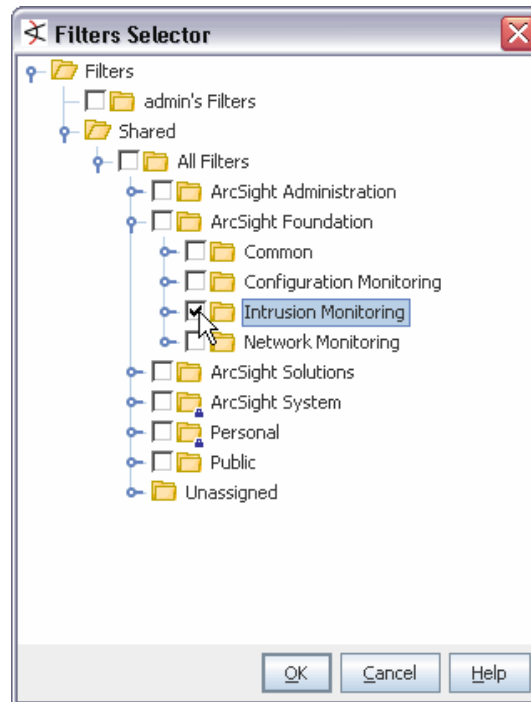 Filters Selector
Filters
admin's Filters
Shared
All Filters
ArcSight Administration
ArcSight Foundation
Common
Configuration Monitoring
Intrusion Monitoring
Network Monitoring
ArcSight Solutions
ArcSight System
Personal
Public
Unassigned
OK Cancel Help